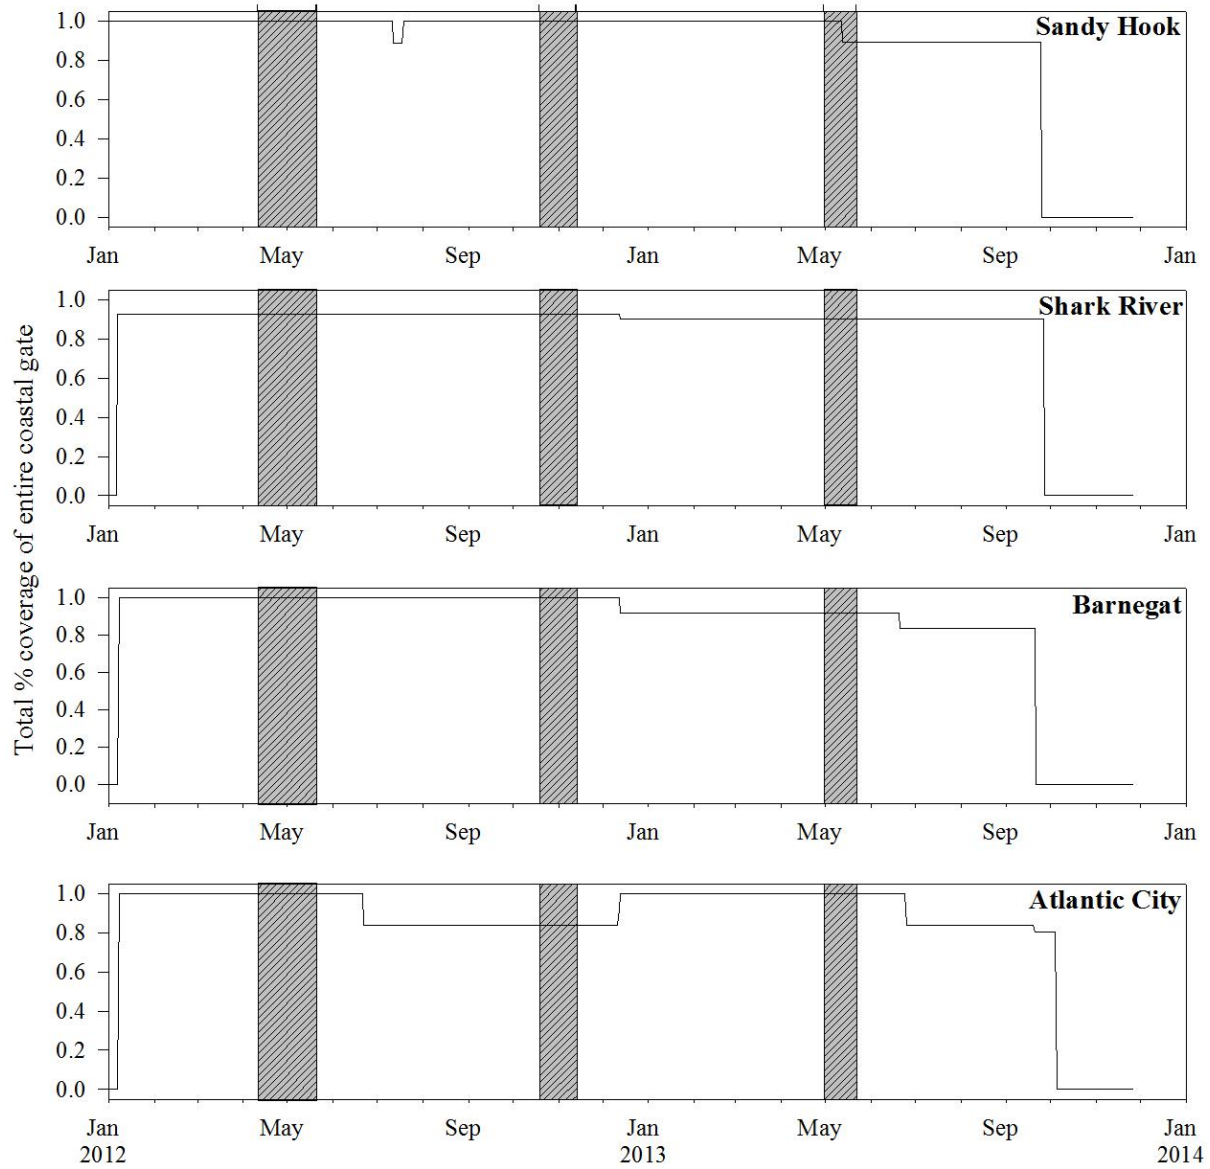 Total % coverage of entire coastal gate
Sandy Hook
1.0
0.8
0.6
0.4
0.2
0.0
Jan May Sep Jan May Sep Jan
Shark River
1.0
0.8
0.6
0.4
0.2
0.0
Jan May Sep Jan May Sep Jan
Barnegat
1.0
0.8
0.6
0.4
0.2
0.0
Jan May Sep Jan May Sep Jan
Atlantic City
1.0
0.8
0.6
0.4
0.2
0.0
Jan May Sep Jan May Sep Jan
2012 2013 2014